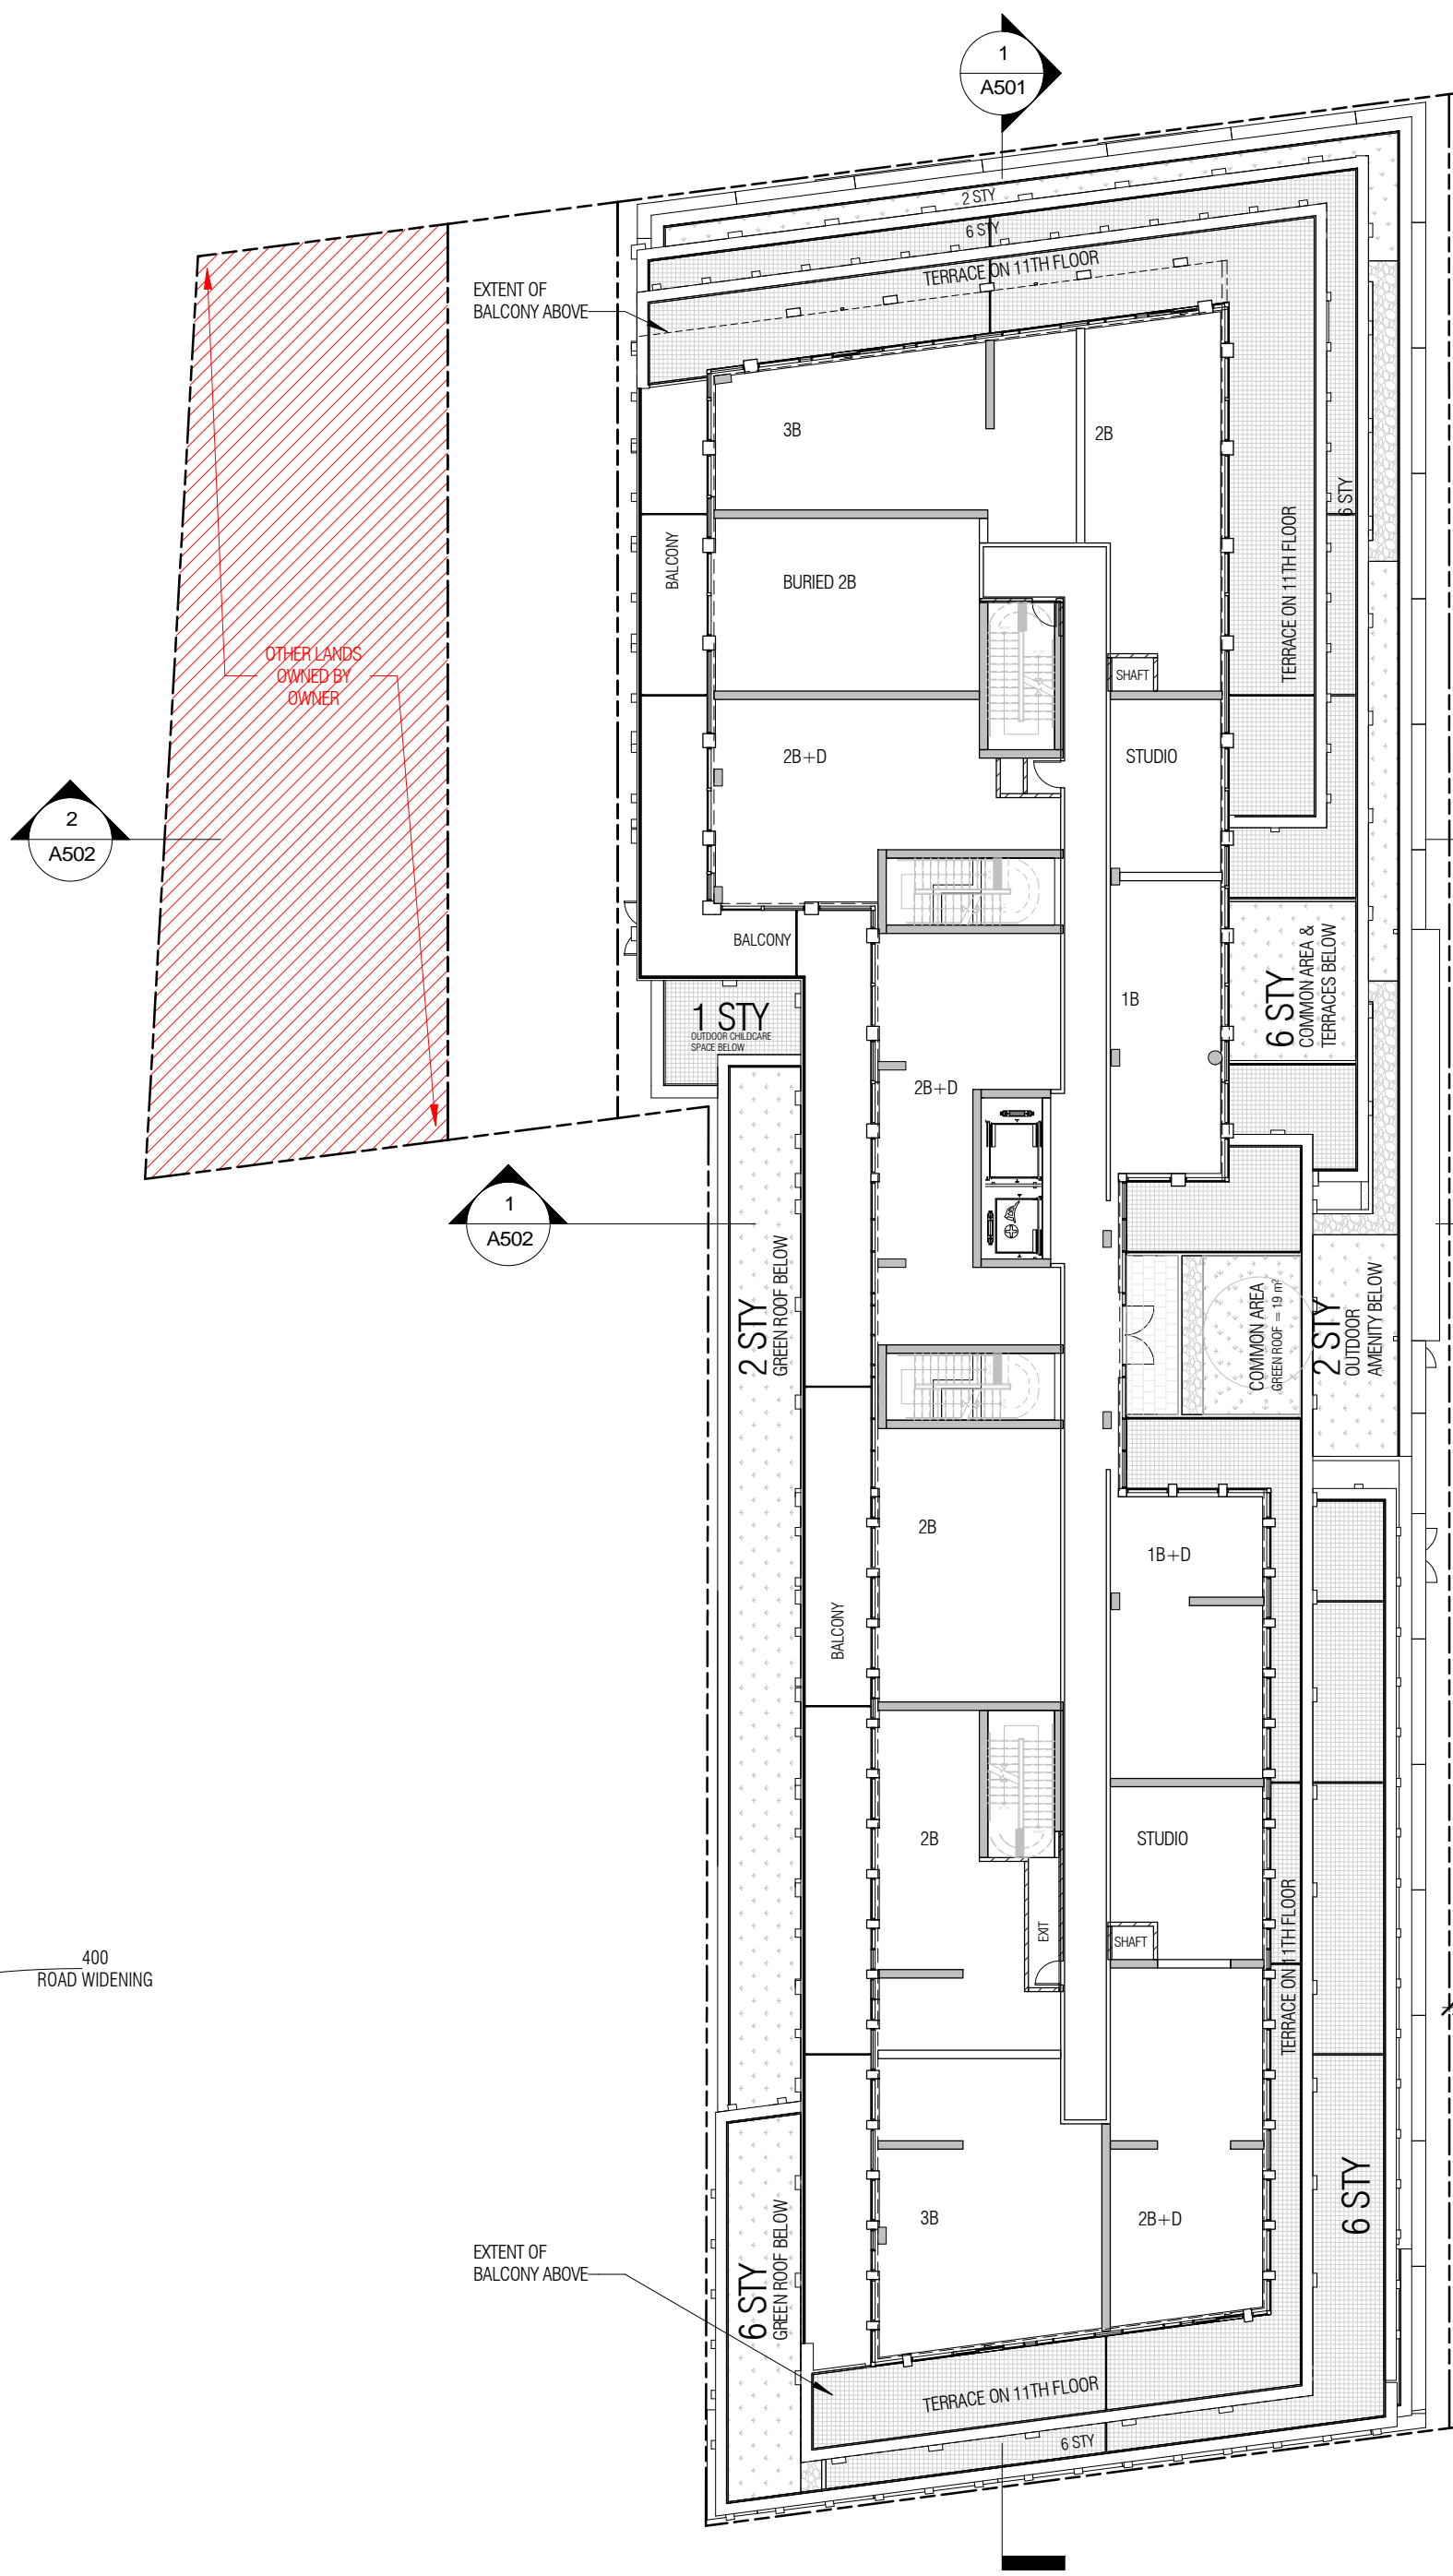 1
A501
2 STY
6 STY
TERRACE ON 11TH FLOOR
EXTENT OF
BALCONY ABOVE
3B
2B
6 STY
TERRACE ON 11TH FLOOR
BALCONY
BURIED 2B
OTHER LANDS
OWNED BY
OWNER
SHAFT
2B+D
STUDIO
2
A502
BALCONY
6 STY
COMMON AREA &
TERRACES BELOW
1 STY
OUTDOOR CHILDCARE
SPACE BELOW
1B
2B+D
1
A502
2 STY
GREEN ROOF BELOW
COMMON AREA
GREEN ROOF = 19 m²
2 STY
OUTDOOR
AMENITY BELOW
2B
1B+D
BALCONY
2B
STUDIO
EXIT
SHAFT
TERRACE ON 11TH FLOOR
400
ROAD WIDENING
3B
2B+D
6 STY
EXTENT OF
BALCONY ABOVE
6 STY
GREEN ROOF BELOW
TERRACE ON 11TH FLOOR
6 STY